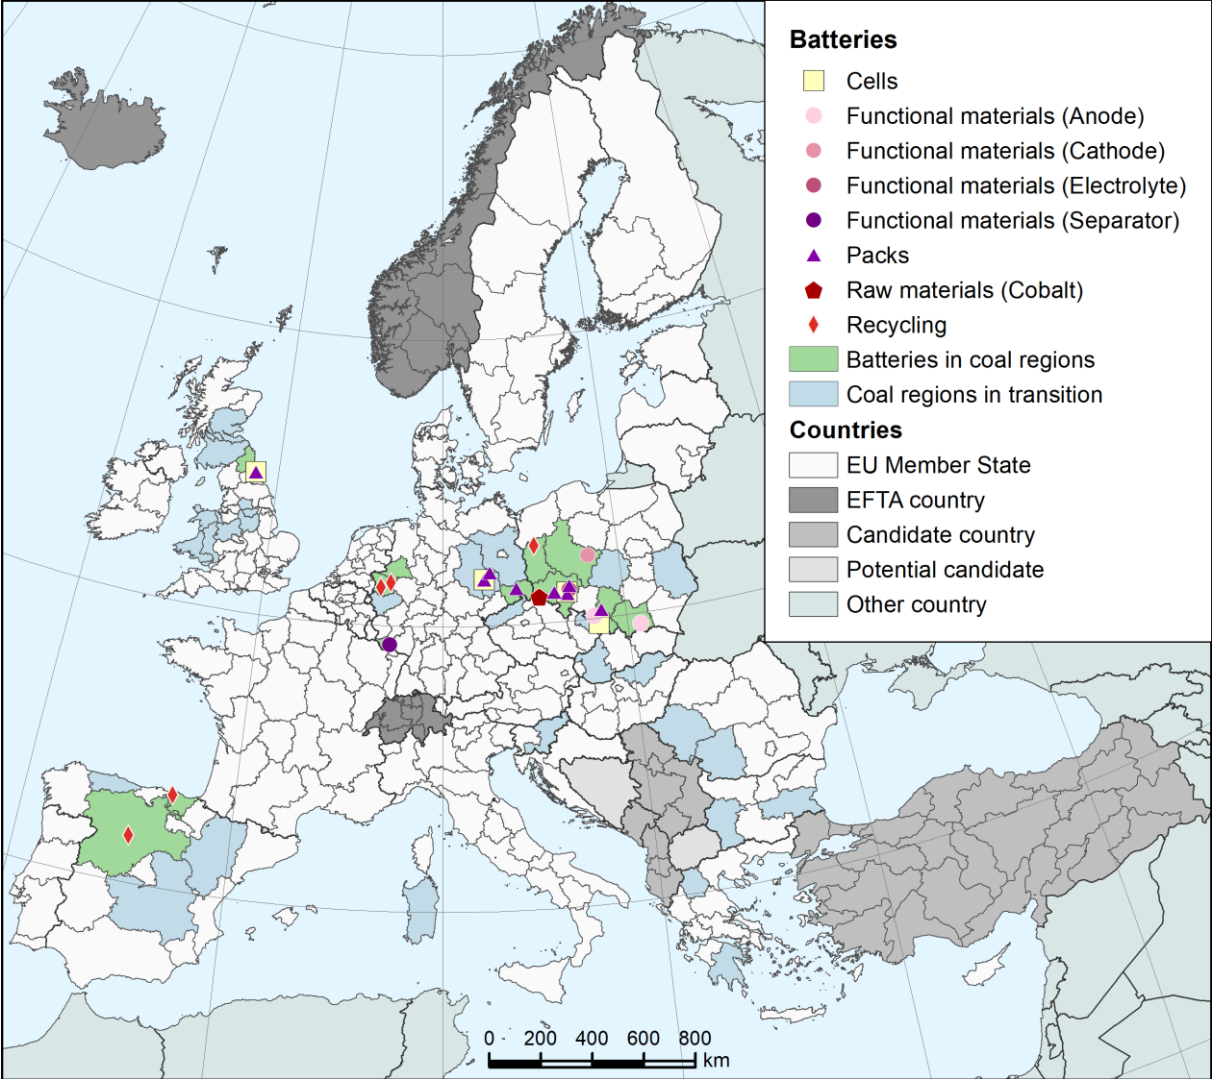 Batteries
Cells
Functional materials (Anode)
Functional materials (Cathode)
Functional materials (Electrolyte)
Functional materials (Separator)
Packs
Raw materials (Cobalt)
Recycling
Batteries in coal regions
Coal regions in transition
Countries
EU Member State
EFTA country
Candidate country
Potential candidate
Other country
0 200 400 600 800
km